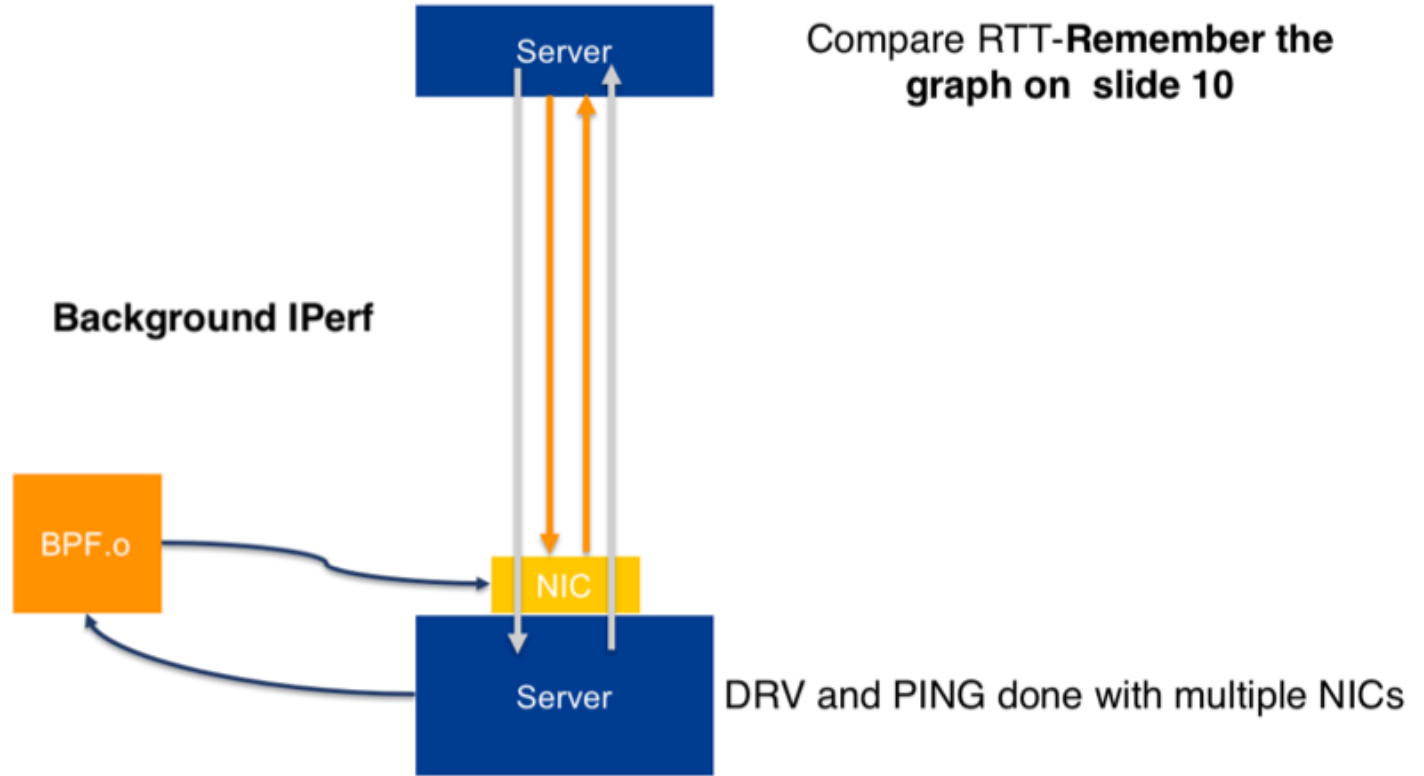 Server
Compare RTT-Remember the
graph on slide 10
Background IPerf
BPF.o
NIC
Server
DRV and PING done with multiple NICs